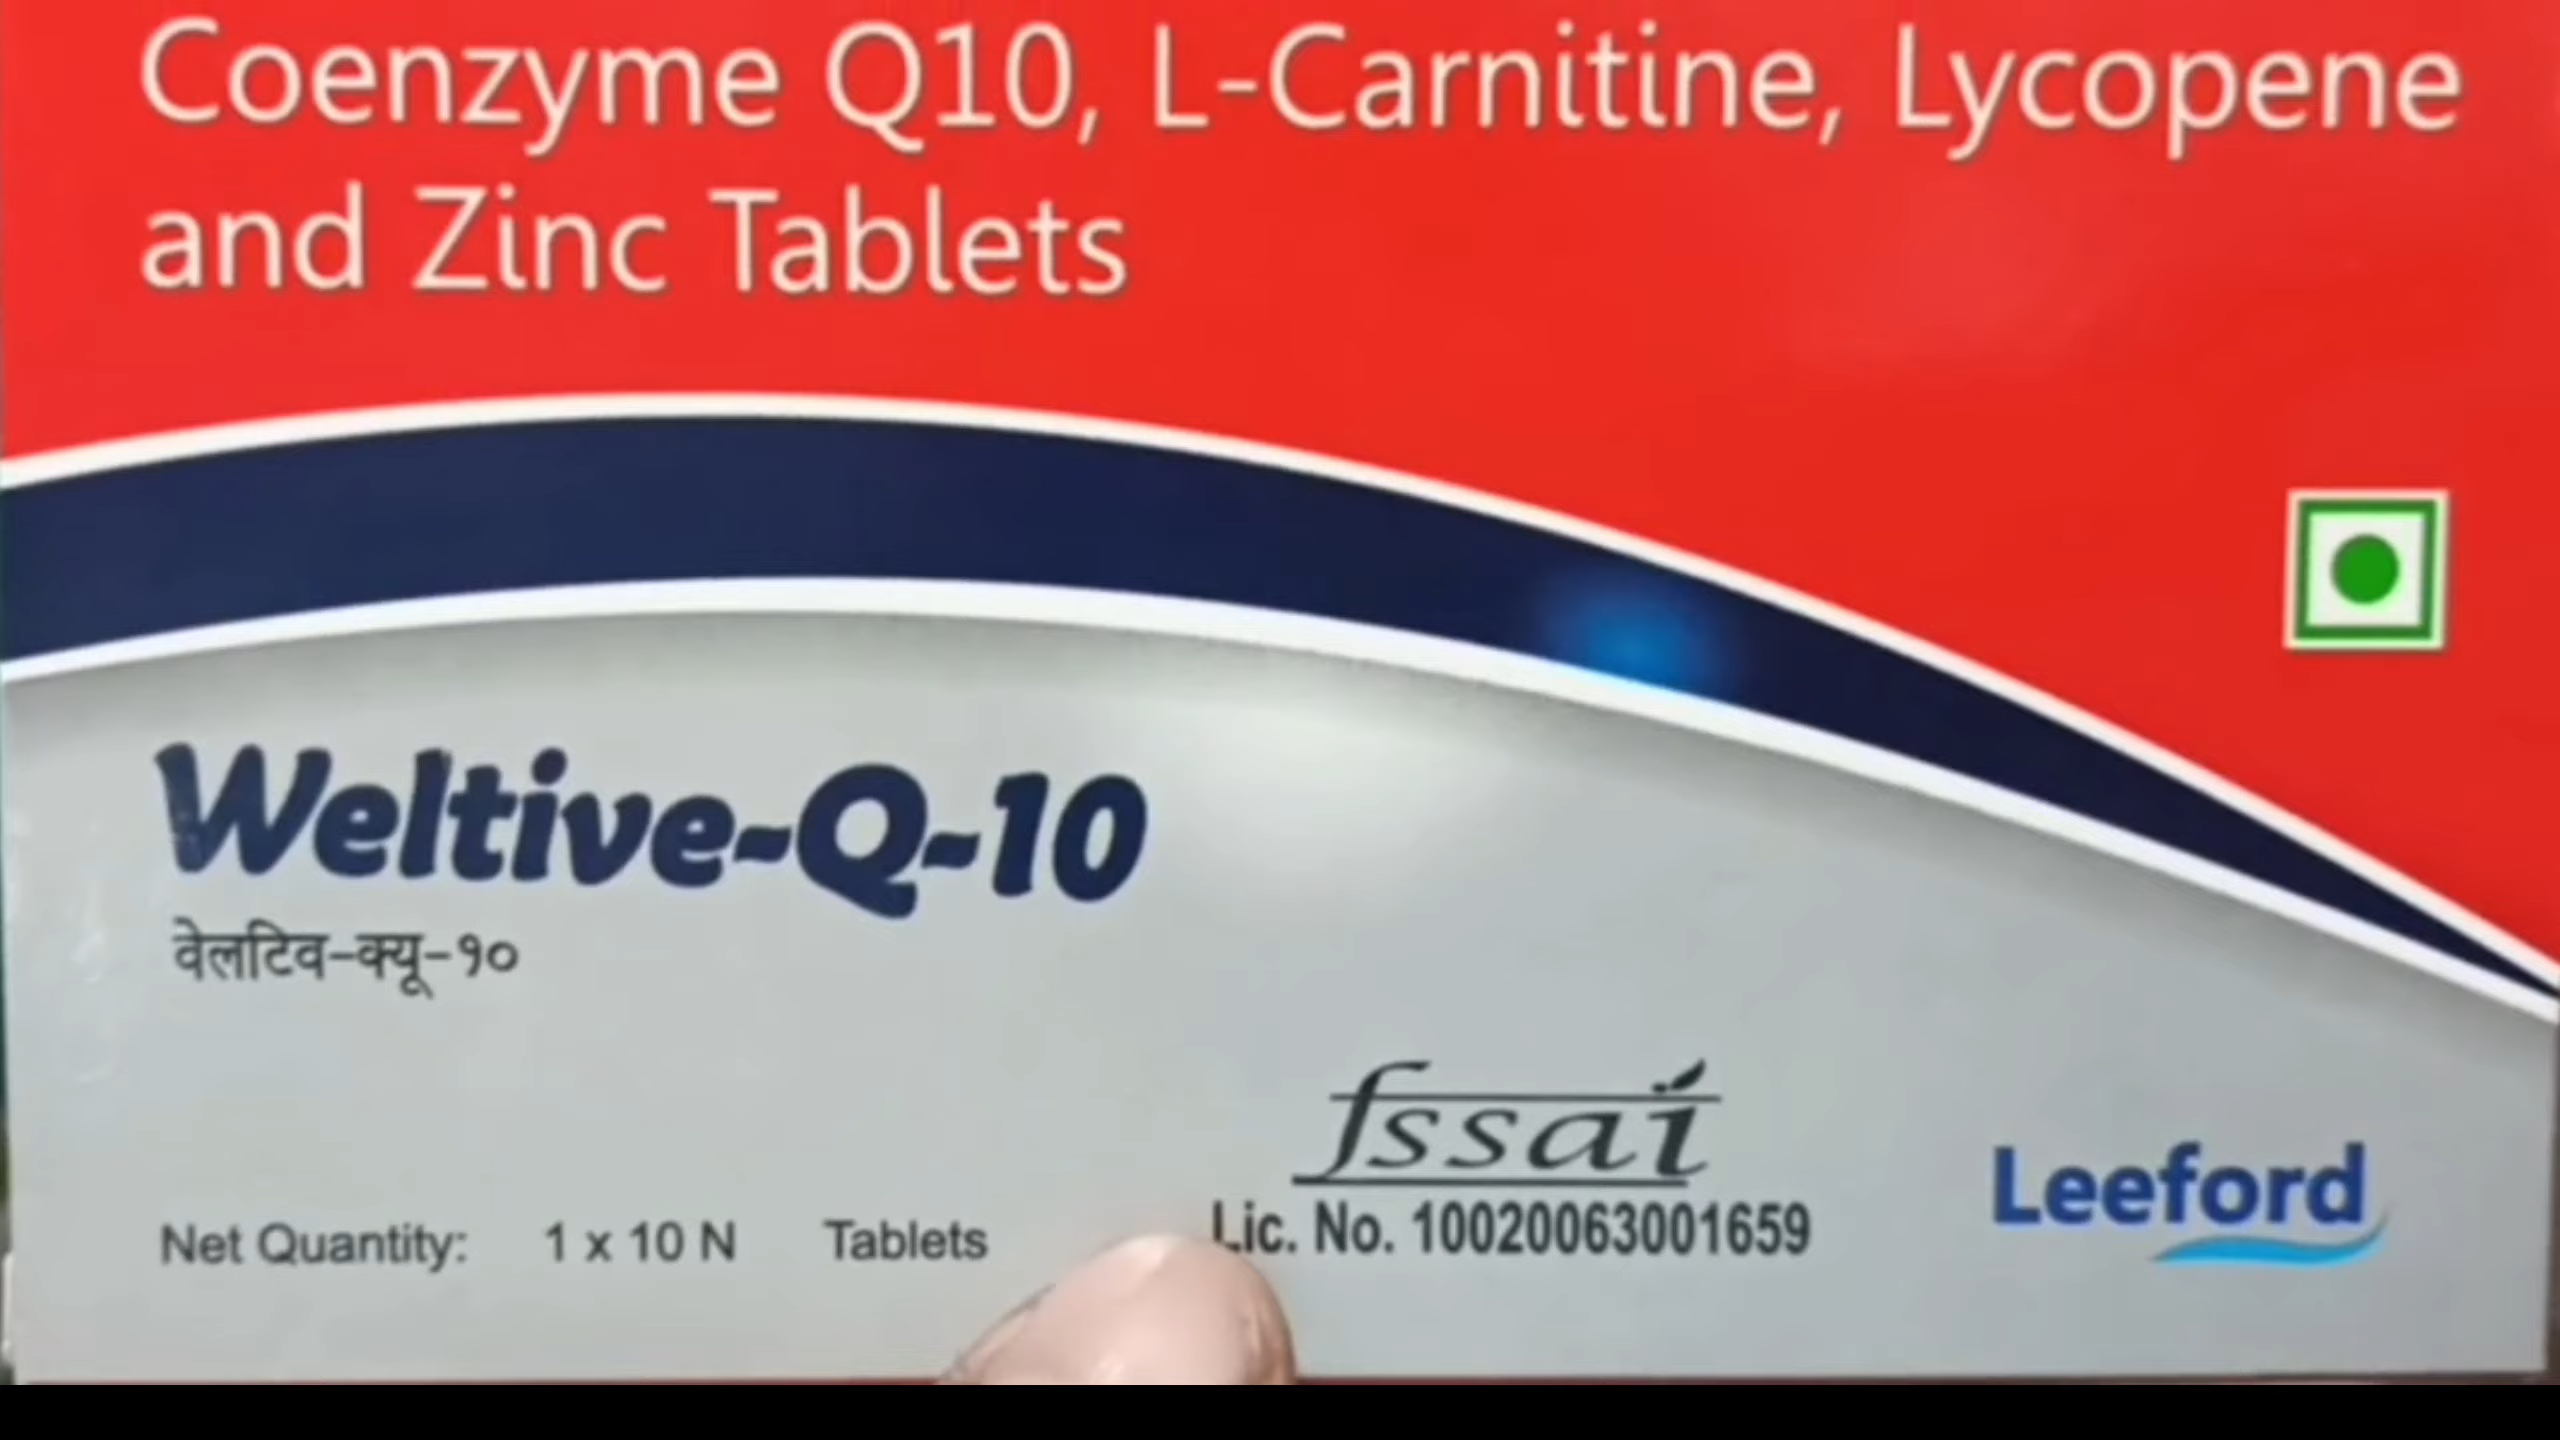 Coenzyme Q10, L-Carnitine, Lycopene
and Zinc Tablets
Weltive-Q-10
वेलटिव-क्यू-१०
fssai
Lic. No. 10020063001659
Leeford
Net Quantity: 1 x 10 N Tablets